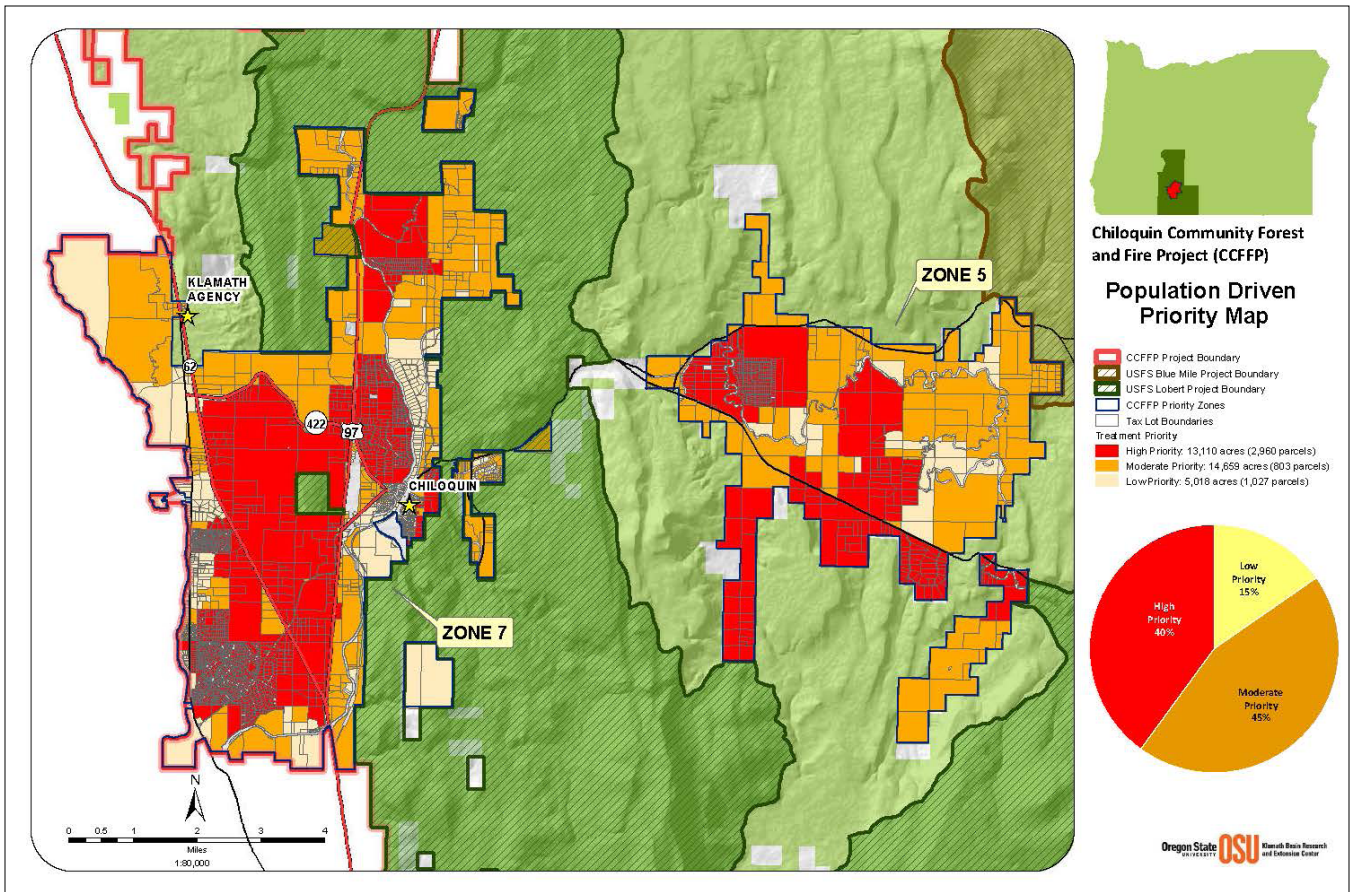 KLAMATH
AGENCY
62
422
97
CHILOQUIN
ZONE 5
ZONE 7
N
0 0.5 1 2 3 4
Miles
1:80,000
Chiloquin Community Forest
and Fire Project (CCFFP)
Population Driven
Priority Map
CCFFP Project Boundary
USFS Blue Mile Project Boundary
USFS Lobert Project Boundary
CCFFP Priority Zones
Tax Lot Boundaries
Treatment Priority
High Priority: 13,110 acres (2,960 parcels)
Moderate Priority: 14,659 acres (803 parcels)
Low Priority: 5,018 acres (1,027 parcels)
Low
Priority
15%
High
Priority
40%
Moderate
Priority
45%
Oregon State
UNIVERSITY
OSU
Klamath Basin Research
and Extension Center